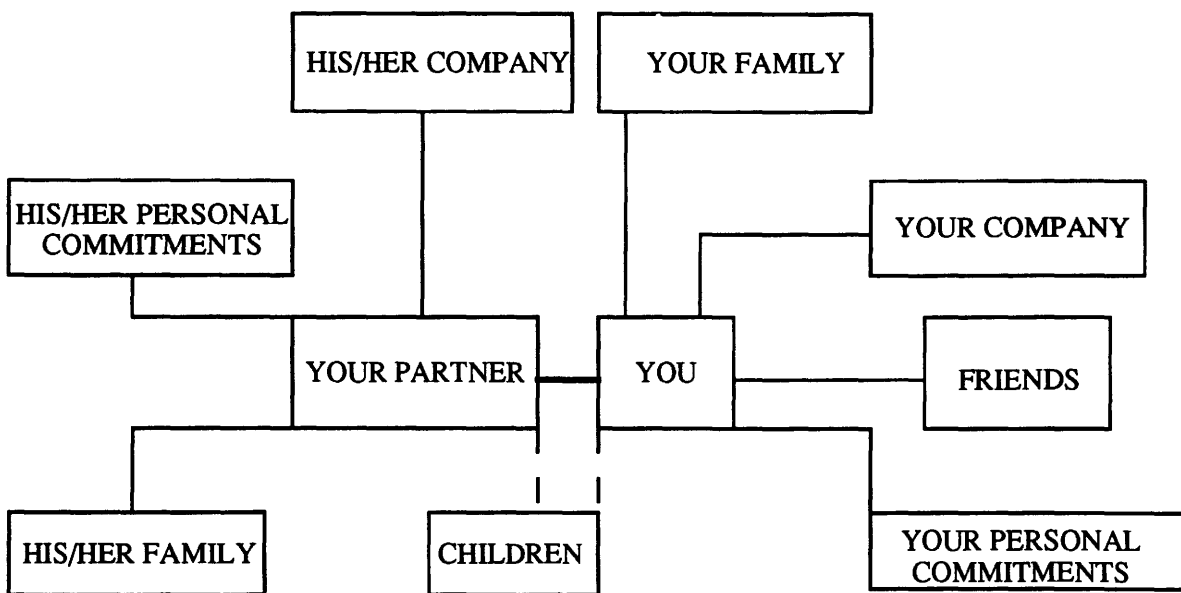 HIS/HER COMPANY
YOUR FAMILY
HIS/HER PERSONAL
COMMITMENTS
YOUR COMPANY
YOUR PARTNER
YOU
FRIENDS
HIS/HER FAMILY
CHILDREN
YOUR PERSONAL
COMMITMENTS